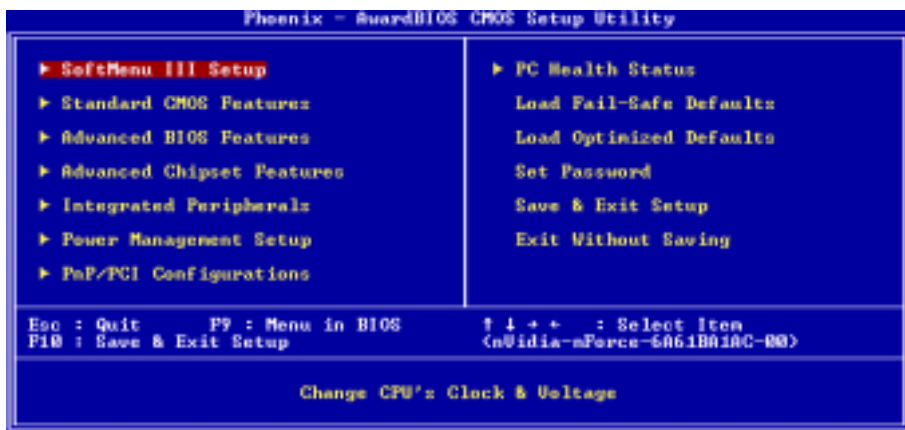 Phoenix - AwardBIOS CMOS Setup Utility
▶ SoftMenu III Setup
▶ Standard CMOS Features
▶ Advanced BIOS Features
▶ Advanced Chipset Features
▶ Integrated Peripherals
▶ Power Management Setup
▶ PnP/PCI Configurations
▶ PC Health Status
Load Fail-Safe Defaults
Load Optimized Defaults
Set Password
Save & Exit Setup
Exit Without Saving
Esc : Quit F9 : Menu in BIOS
F10 : Save & Exit Setup
↑ ↓ → ← : Select Item
<nVidia-nForce-6A61BA1AC-00>
Change CPU's Clock & Voltage